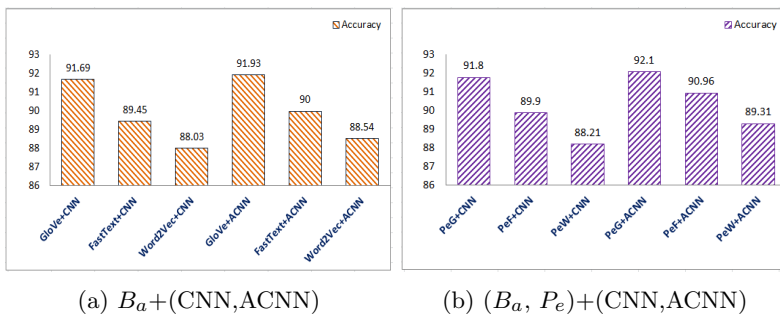 Accuracy
93
92
91
90
89
88
87
86
91.69
89.45
88.03
91.93
90
88.54
GloVe+CNN
FastText+CNN
Word2Vec+CNN
GloVe+ACNN
FastText+ACNN
Word2Vec+ACNN
(a) Bₐ+(CNN,ACNN)
Accuracy
93
92
91
90
89
88
87
86
91.8
89.9
88.21
92.1
90.96
89.31
PeG+CNN
PeF+CNN
PeW+CNN
PeG+ACNN
PeF+ACNN
PeW+ACNN
(b) (Bₐ, Pₑ)+(CNN,ACNN)